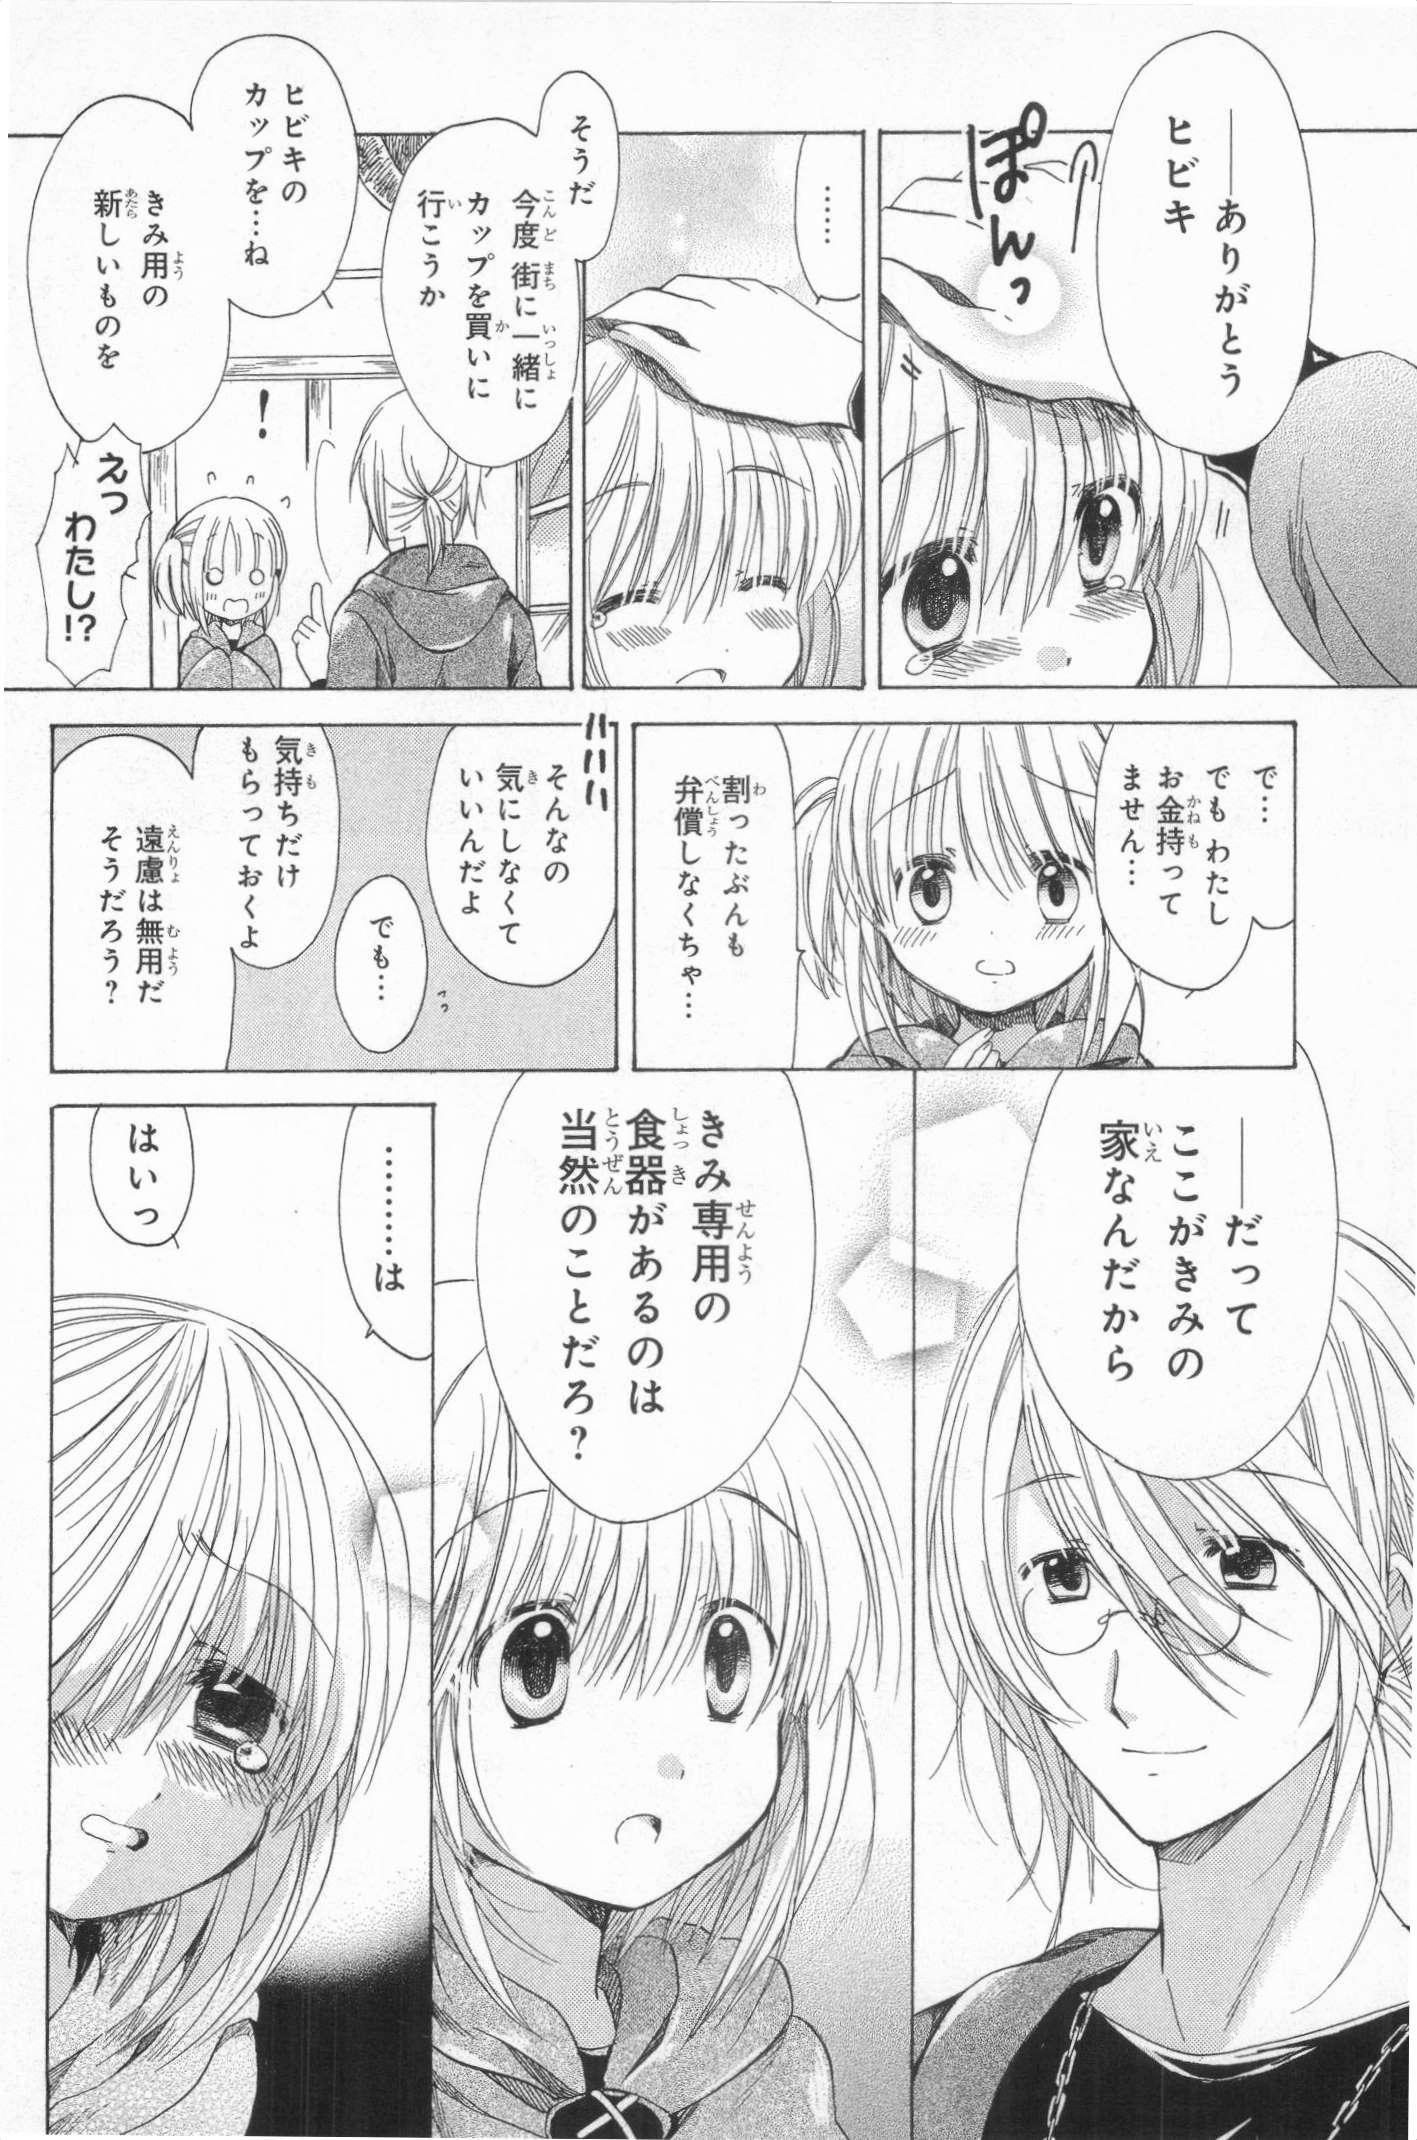 ――ありがとう
ヒビキ
ぽんっ
……
そうだ
今度街に一緒に
カップを買いに
行こうか
ヒビキの
カップを…ね
きみ用の
新しいものを
！
えっ
わたし!?
で…
でもわたし
お金持って
ません…
割ったぶんも
弁償しなくちゃ…
そんなの
気にしなくて
いいんだよ
でも…
気持ちだけ
もらっておくよ
遠慮は無用だ
そうだろう？
――だって
ここがきみの
家なんだから
きみ専用の
食器があるのは
当然のことだろ？
………は
はいっ